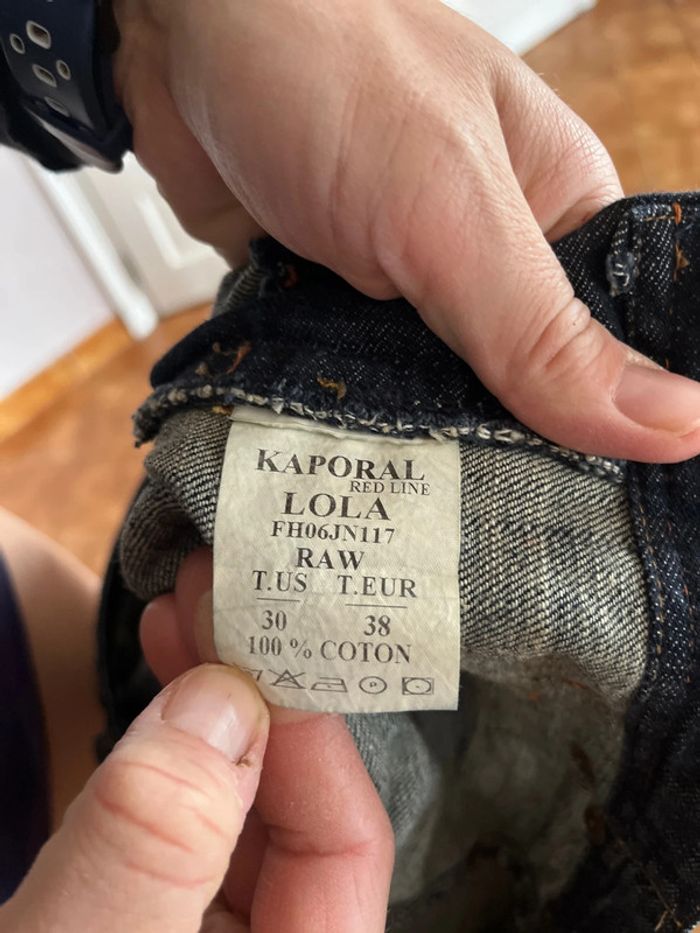 KAPORAL
RED LINE
LOLA
FH06JN117
RAW
T.US T.EUR
30 38
100 % COTON
P